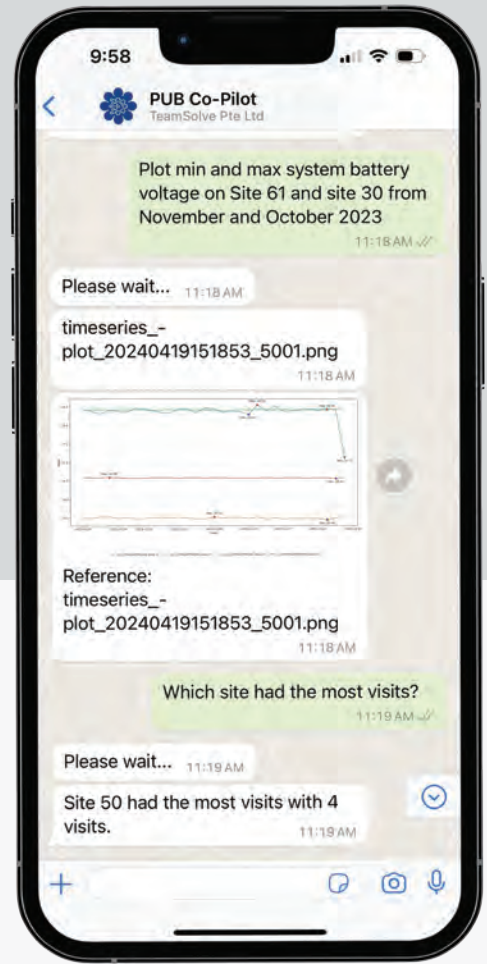 9:58
PUB Co-Pilot
TeamSolve Pte Ltd
Plot min and max system battery
voltage on Site 61 and site 30 from
November and October 2023
11:18 AM
Please wait...
11:18 AM
timeseries_-
plot_20240419151853_5001.png
11:18 AM
Reference:
timeseries_-
plot_20240419151853_5001.png
11:18 AM
Which site had the most visits?
11:19 AM
Please wait...
11:19 AM
Site 50 had the most visits with 4
visits.
11:19 AM